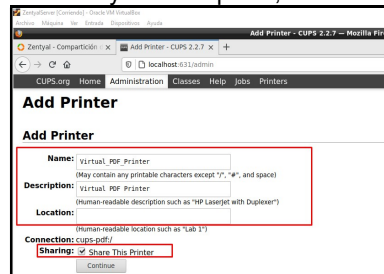 ZentyalServer [Corriendo] - Oracle VM VirtualBox
Archivo Máquina Ver Entrada Dispositivos Ayuda
Add Printer - CUPS 2.2.7 — Mozilla Fire
Zentyal - Compartición
Add Printer - CUPS 2.2.7
localhost:631/admin
CUPS.org Home Administration Classes Help Jobs Printers
Add Printer
Add Printer
Name: Virtual_PDF_Printer
(May contain any printable characters except "/", "#", and space)
Description: Virtual PDF Printer
(Human-readable description such as "HP LaserJet with Duplexer")
Location:
(Human-readable location such as "Lab 1")
Connection: cups-pdf:/
Sharing: Share This Printer
Continue